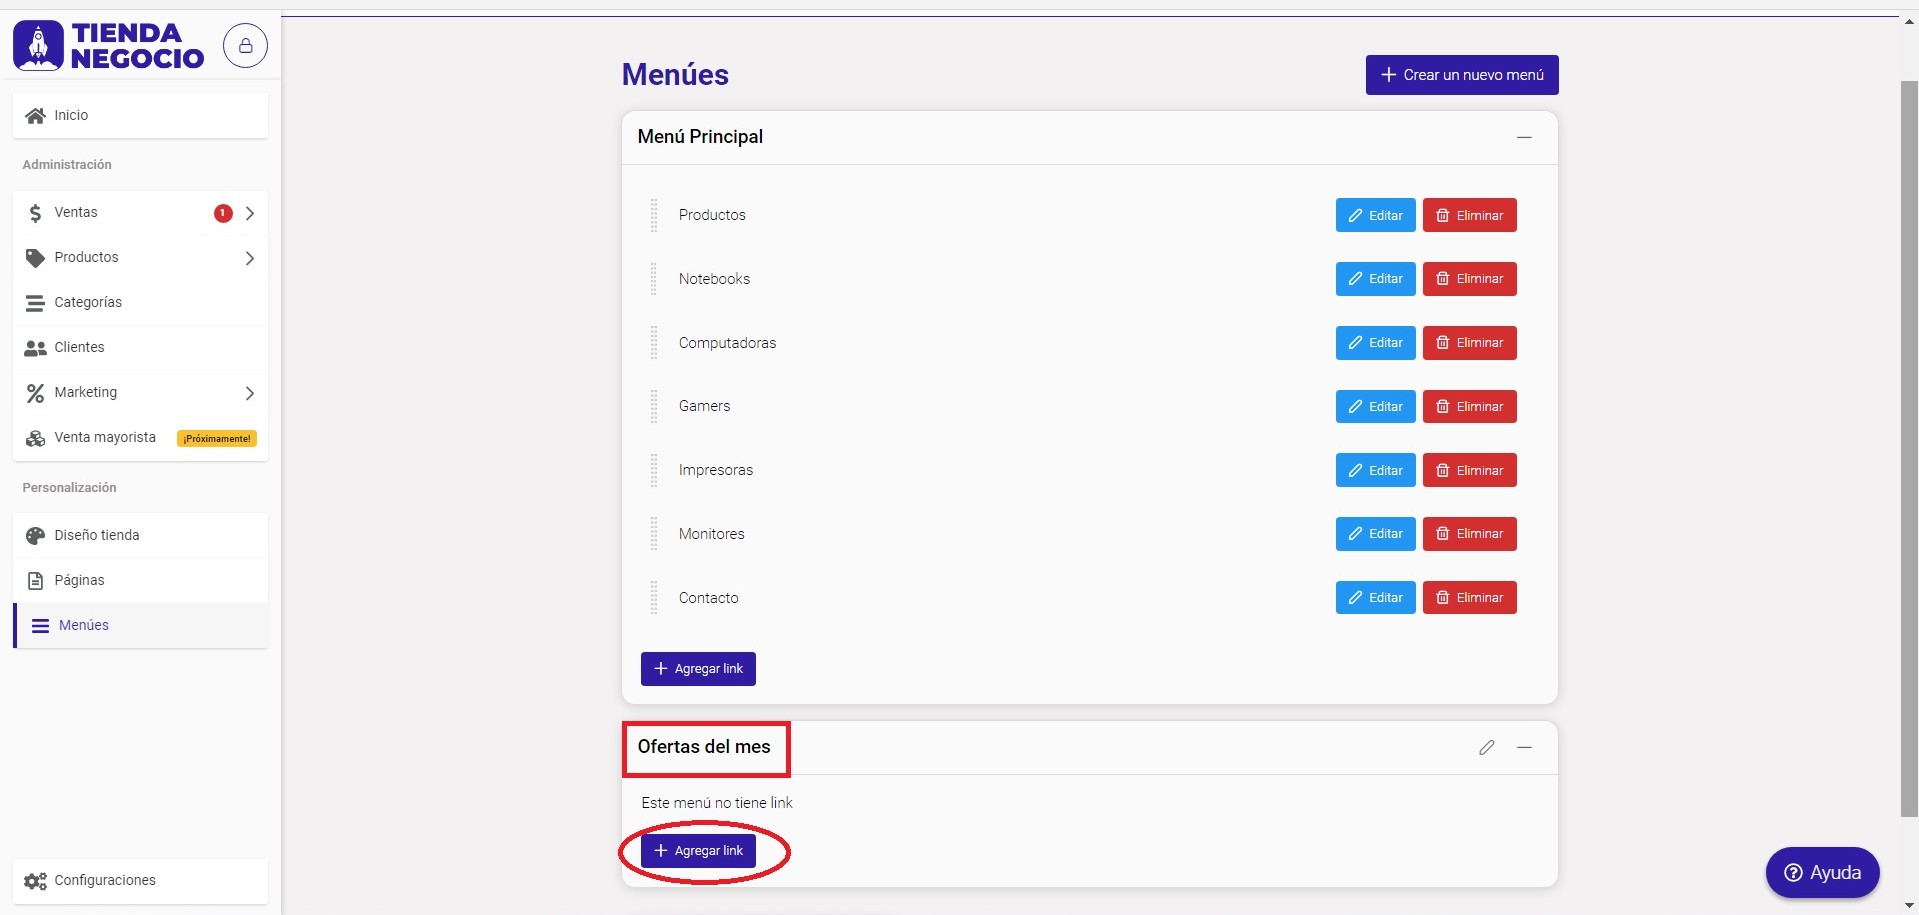 TIENDA
NEGOCIO
Inicio
Administración
Ventas 1
Productos
Categorías
Clientes
Marketing
Venta mayorista ¡Próximamente!
Personalización
Diseño tienda
Páginas
Menúes
Configuraciones
Menúes
Crear un nuevo menú
Menú Principal
Productos Editar Eliminar
Notebooks Editar Eliminar
Computadoras Editar Eliminar
Gamers Editar Eliminar
Impresoras Editar Eliminar
Monitores Editar Eliminar
Contacto Editar Eliminar
Agregar link
Ofertas del mes
Este menú no tiene link
Agregar link
Ayuda